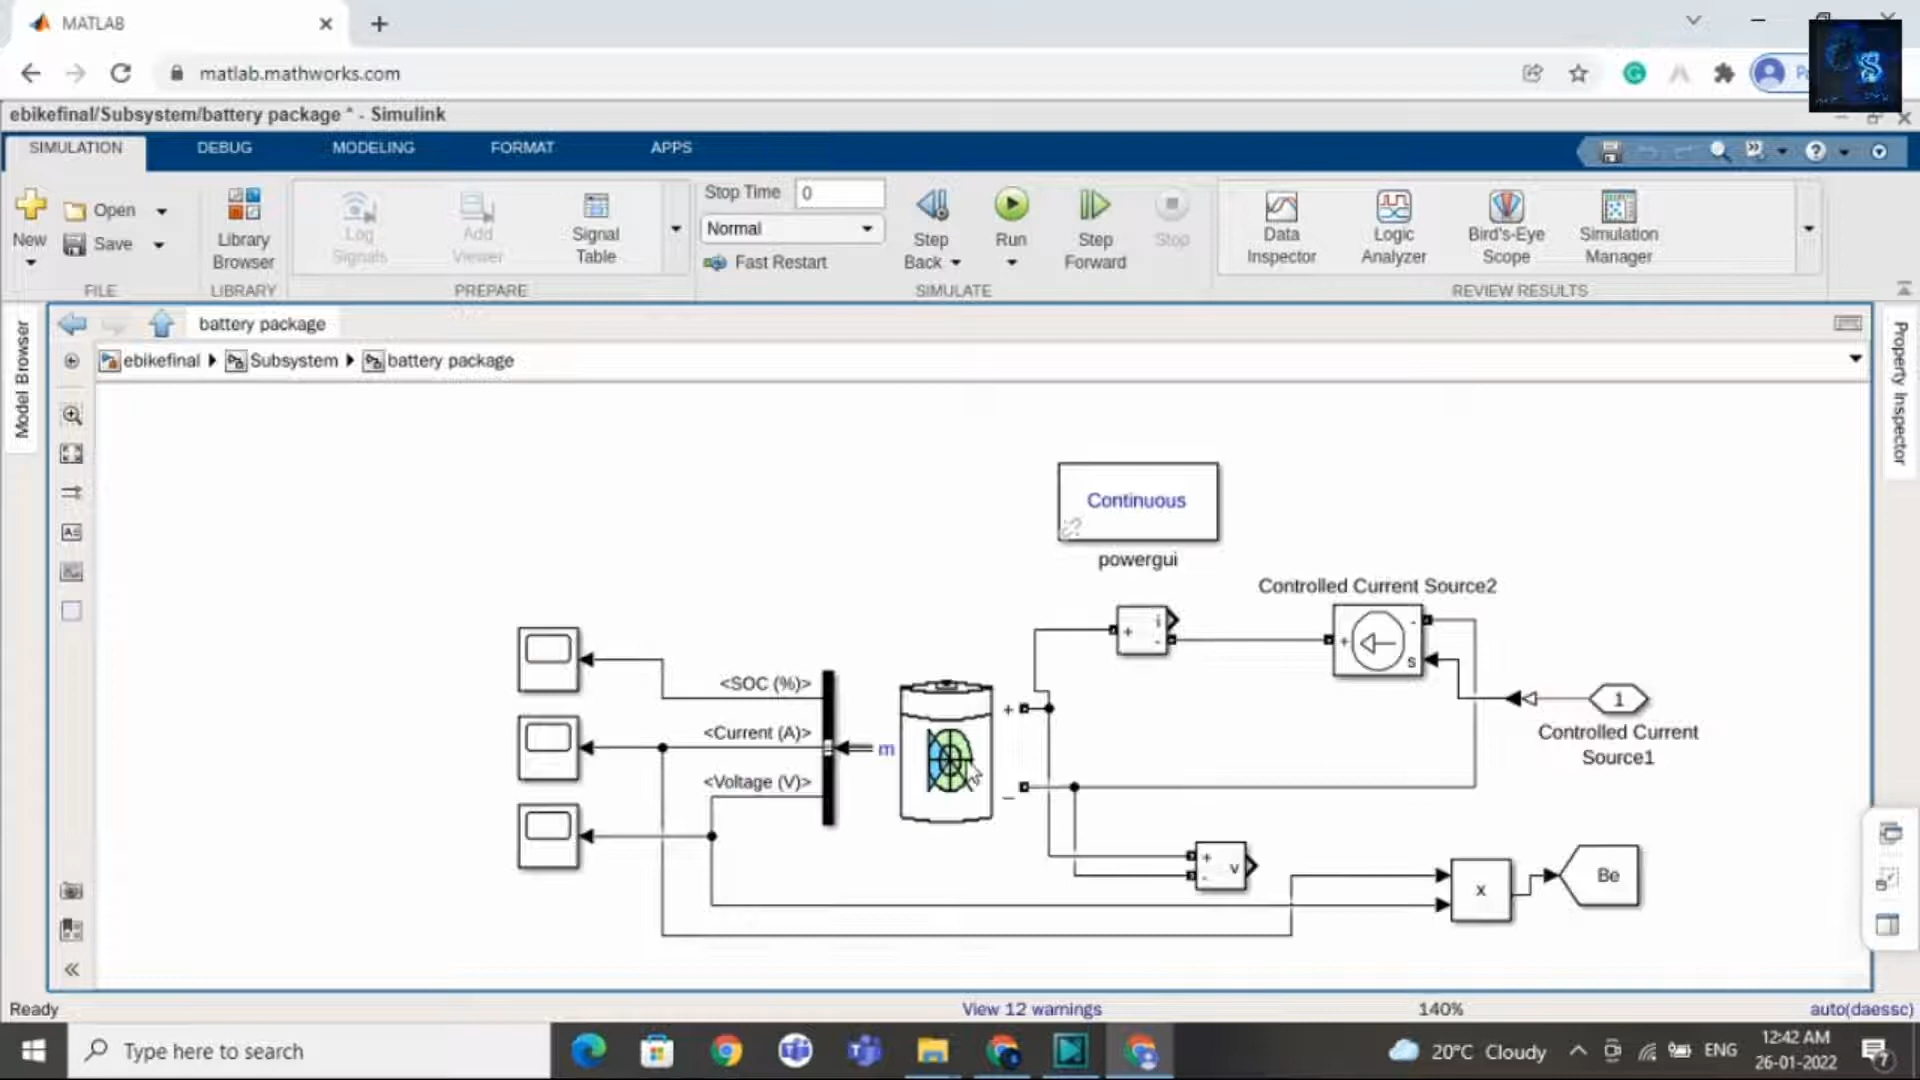 MATLAB
matlab.mathworks.com
ebikefinal/Subsystem/battery package * - Simulink
SIMULATION DEBUG MODELING FORMAT APPS
New
Open
Save
FILE
Library Browser
LIBRARY
Log Signals
Add Viewer
Signal Table
PREPARE
Stop Time 0
Normal
Fast Restart
Step Back
Run
Step Forward
Stop
SIMULATE
Data Inspector
Logic Analyzer
Bird's-Eye Scope
Simulation Manager
REVIEW RESULTS
Model Browser
Property Inspector
battery package
ebikefinal Subsystem battery package
Continuous
powergui
Controlled Current Source2
+ i -
+ - s
<SOC (%)>
<Current (A)>
<Voltage (V)>
m
+
-
1
Controlled Current
Source1
+ v -
x
Be
Ready
View 12 warnings
140%
auto(daessc)
Type here to search
20°C Cloudy
ENG
12:42 AM
26-01-2022
7